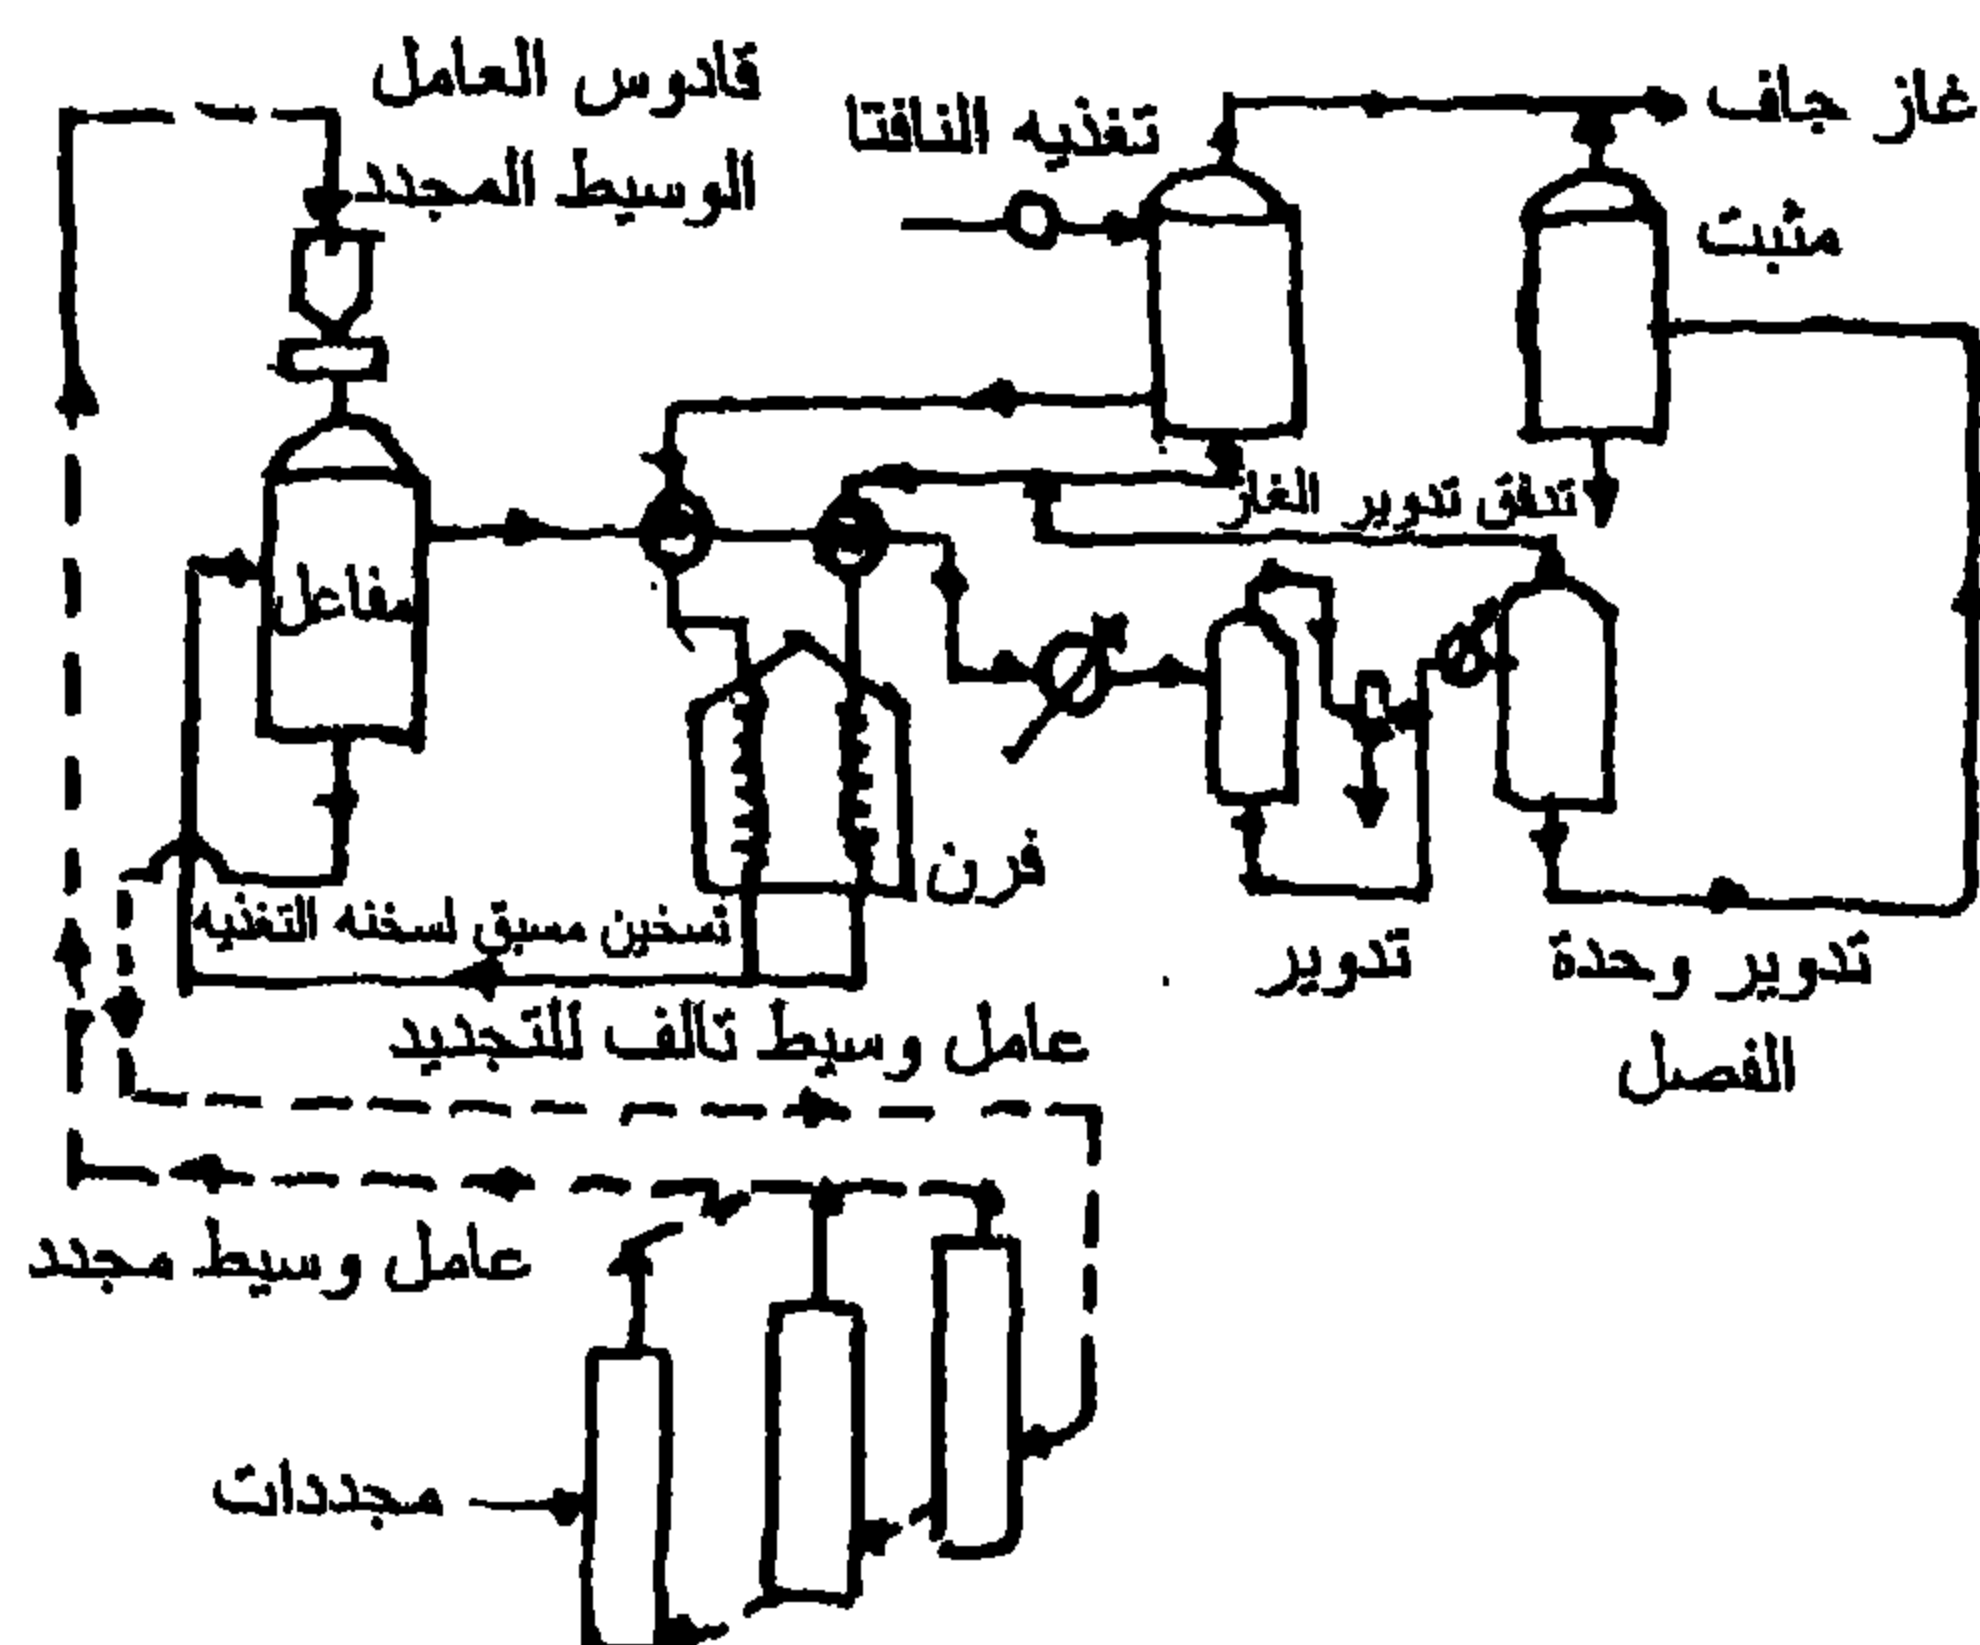 قادوس العامل
الوسيط المجدد
تغذيه النافتا
غاز جاف
مثبت
تدفق تدوير الغاز
مفاعل
فرن
تسخين مسبق لسخنه التغذيه
تدوير
تدوير وحدة
الفصل
عامل وسيط تالف للتجديد
عامل وسيط مجدد
مجددات